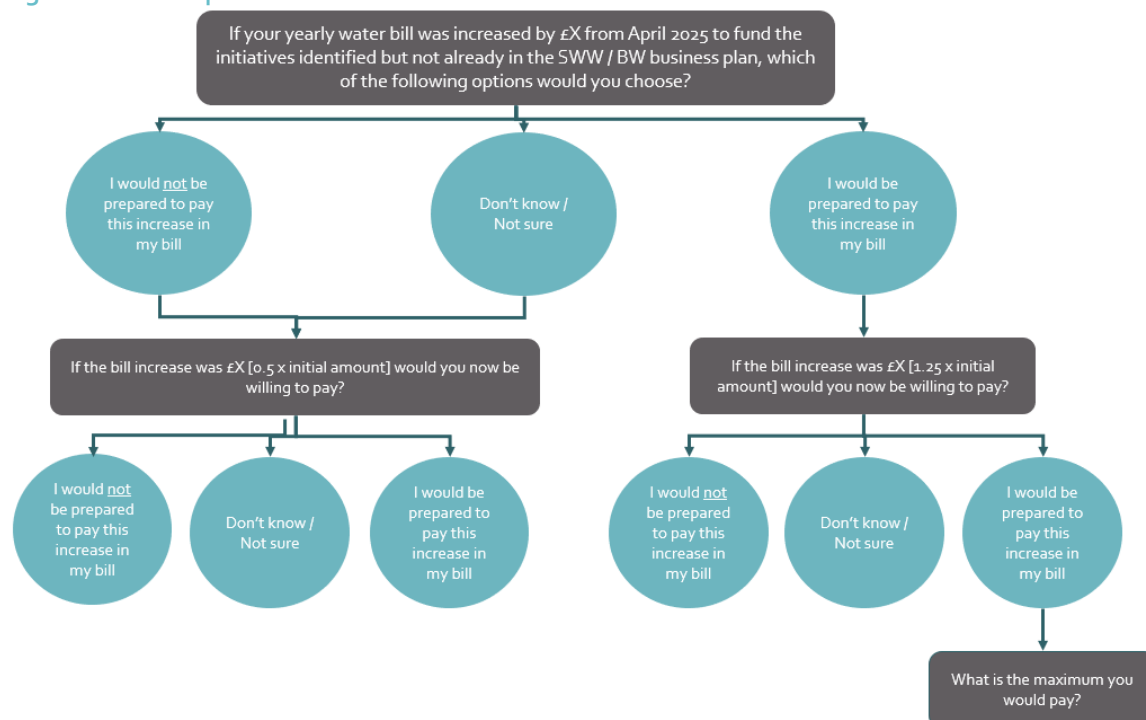 If your yearly water bill was increased by £X from April 2025 to fund the
initiatives identified but not already in the SWW / BW business plan, which
of the following options would you choose?
I would not be
prepared to pay
this increase in
my bill
Don't know /
Not sure
I would be
prepared to pay
this increase in
my bill
If the bill increase was £X [0.5 x initial amount] would you now be
willing to pay?
If the bill increase was £X [1.25 x initial
amount] would you now be willing to pay?
I would not
be prepared
to pay this
increase in
my bill
Don't know /
Not sure
I would be
prepared to
pay this
increase in
my bill
I would not
be prepared
to pay this
increase in
my bill
Don't know /
Not sure
I would be
prepared to
pay this
increase in
my bill
What is the maximum you
would pay?